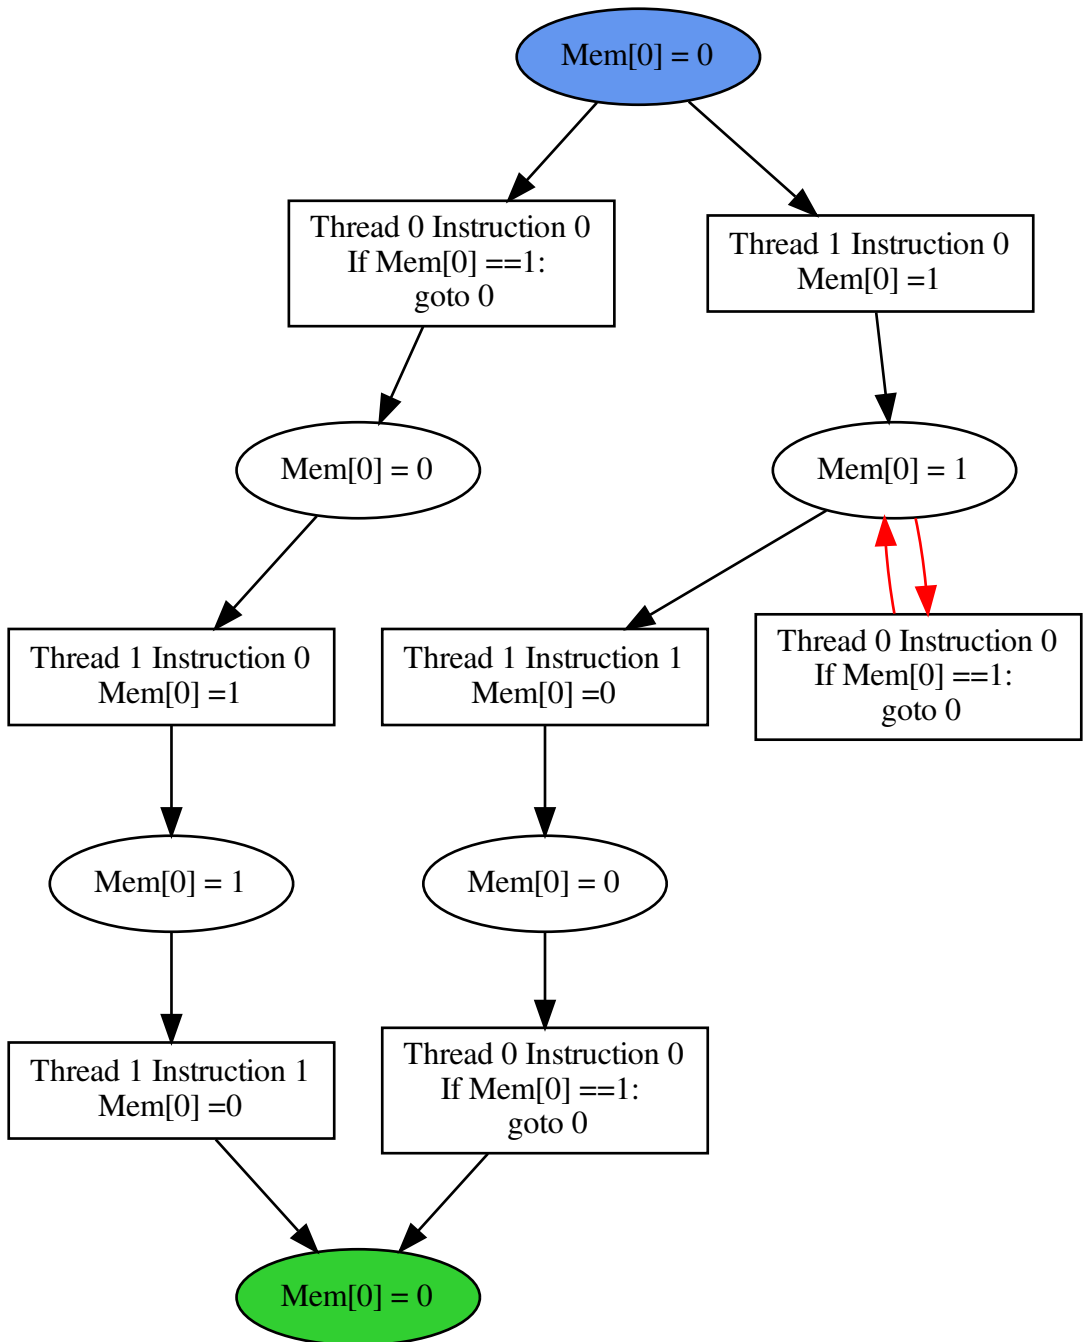 Mem[0] = 0
Thread 0 Instruction 0
If Mem[0] ==1:
goto 0
Thread 1 Instruction 0
Mem[0] =1
Mem[0] = 0
Mem[0] = 1
Thread 1 Instruction 0
Mem[0] =1
Thread 1 Instruction 1
Mem[0] =0
Thread 0 Instruction 0
If Mem[0] ==1:
goto 0
Mem[0] = 1
Mem[0] = 0
Thread 1 Instruction 1
Mem[0] =0
Thread 0 Instruction 0
If Mem[0] ==1:
goto 0
Mem[0] = 0